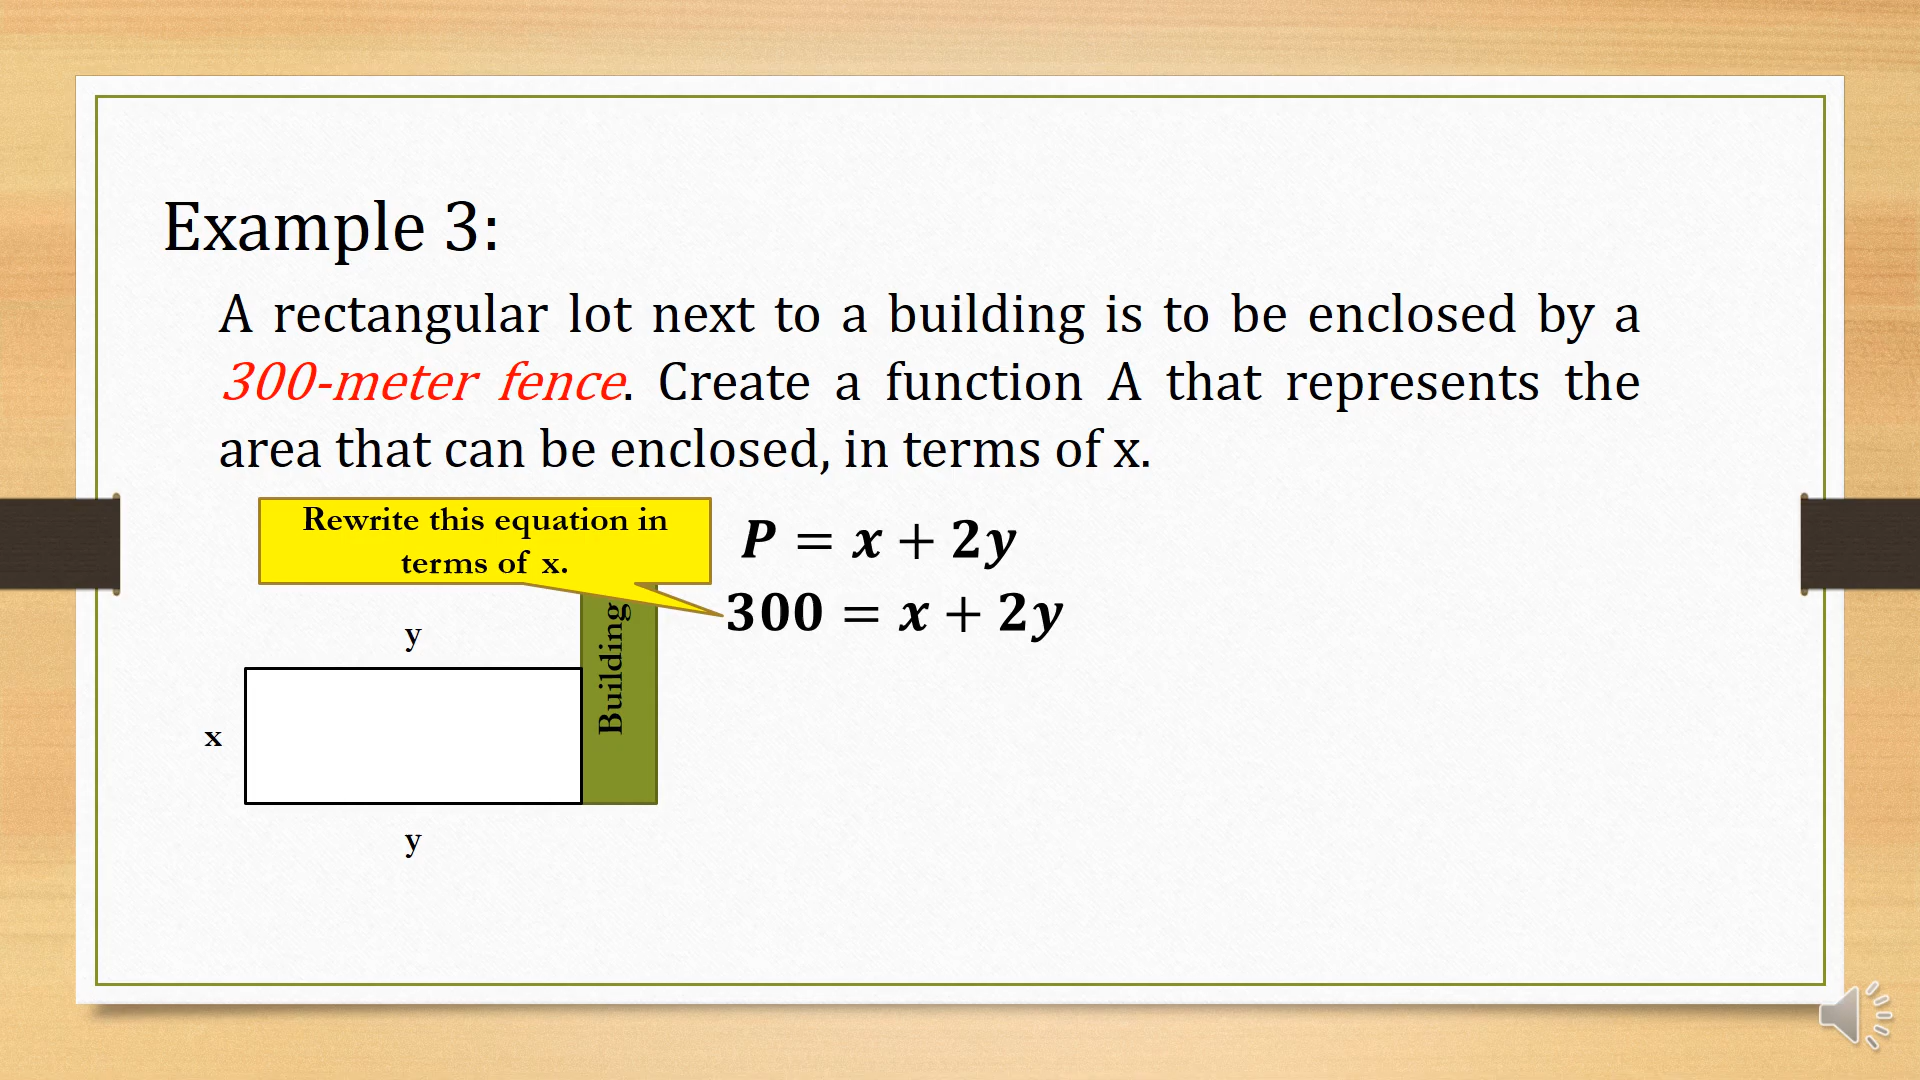 Example 3:
A rectangular lot next to a building is to be enclosed by a
300-meter fence. Create a function A that represents the
area that can be enclosed, in terms of x.
Rewrite this equation in
terms of x.
P = x + 2y
300 = x + 2y
y
Building
x
y